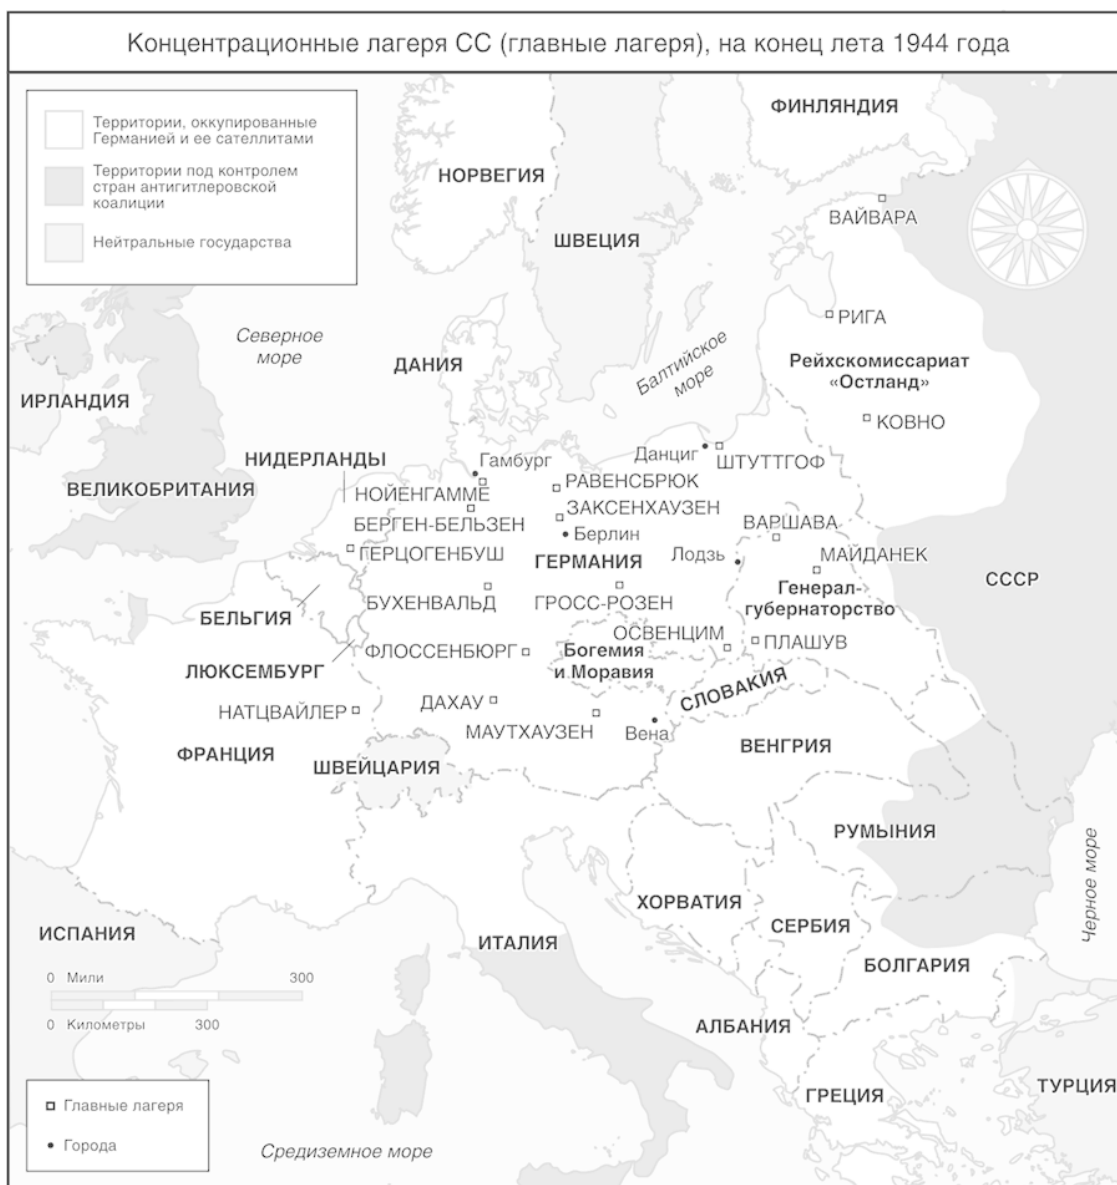 Концентрационные лагеря СС (главные лагеря), на конец лета 1944 года
Территории, оккупированные
Германией и ее сателлитами
Территории под контролем
стран антигитлеровской
коалиции
Нейтральные государства
ФИНЛЯНДИЯ
НОРВЕГИЯ
ВАЙВАРА
ШВЕЦИЯ
РИГА
Северное
море
Балтийское
море
ДАНИЯ
Рейхскомиссариат
«Остланд»
ИРЛАНДИЯ
КОВНО
НИДЕРЛАНДЫ
Гамбург
Данциг
ШТУТТГОФ
ВЕЛИКОБРИТАНИЯ
НОЙЕНГАММЕ
РАВЕНСБРЮК
БЕРГЕН-БЕЛЬЗЕН
ЗАКСЕНХАУЗЕН
ВАРШАВА
Берлин
ГЕРЦОГЕНБУШ
ГЕРМАНИЯ
Лодзь
МАЙДАНЕК
СССР
Генерал-
губернаторство
БЕЛЬГИЯ
БУХЕНВАЛЬД
ГРОСС-РОЗЕН
ОСВЕНЦИМ
ПЛАШУВ
ЛЮКСЕМБУРГ
ФЛОССЕНБЮРГ
Богемия
и Моравия
СЛОВАКИЯ
НАТЦВАЙЛЕР
ДАХАУ
МАУТХАУЗЕН
Вена
ФРАНЦИЯ
ШВЕЙЦАРИЯ
ВЕНГРИЯ
РУМЫНИЯ
Черное море
ХОРВАТИЯ
СЕРБИЯ
ИСПАНИЯ
ИТАЛИЯ
БОЛГАРИЯ
0 Мили 300
0 Километры 300
АЛБАНИЯ
ГРЕЦИЯ
ТУРЦИЯ
Главные лагеря
Города
Средиземное море